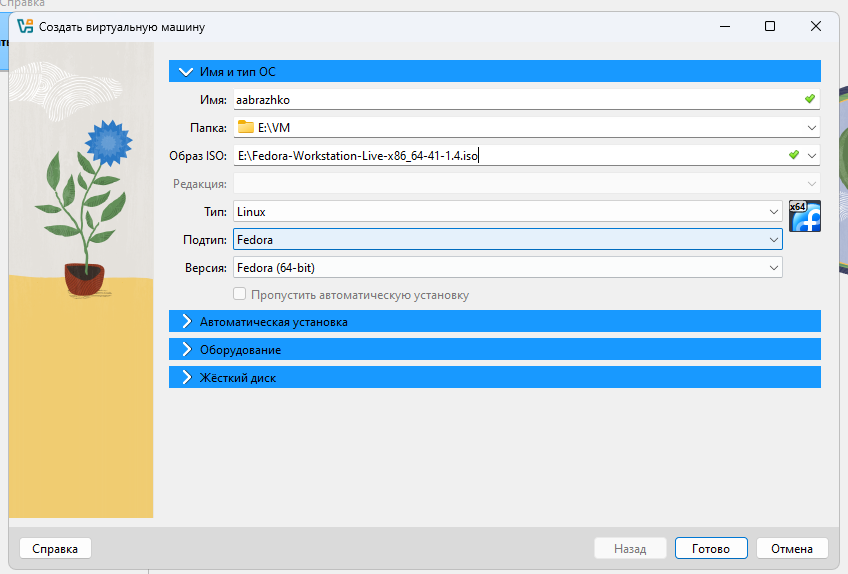 Справка
Создать виртуальную машину
Имя и тип ОС
Имя: aabrazhko
Папка: E:\VM
Образ ISO: E:\Fedora-Workstation-Live-x86_64-41-1.4.iso
Редакция:
Тип: Linux
x64
Подтип: Fedora
Версия: Fedora (64-bit)
Пропустить автоматическую установку
Автоматическая установка
Оборудование
Жёсткий диск
Справка
Назад
Готово
Отмена